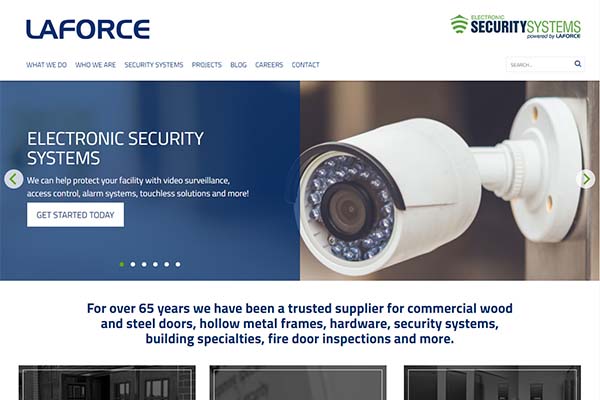 LAFORCE
ELECTRONIC
SECURITYSYSTEMS
powered by LAFORCE
WHAT WE DO WHO WE ARE SECURITY SYSTEMS PROJECTS BLOG CAREERS CONTACT
SEARCH...
ELECTRONIC SECURITY
SYSTEMS
We can help protect your facility with video surveillance,
access control, alarm systems, touchless solutions and more!
GET STARTED TODAY
For over 65 years we have been a trusted supplier for commercial wood
and steel doors, hollow metal frames, hardware, security systems,
building specialties, fire door inspections and more.